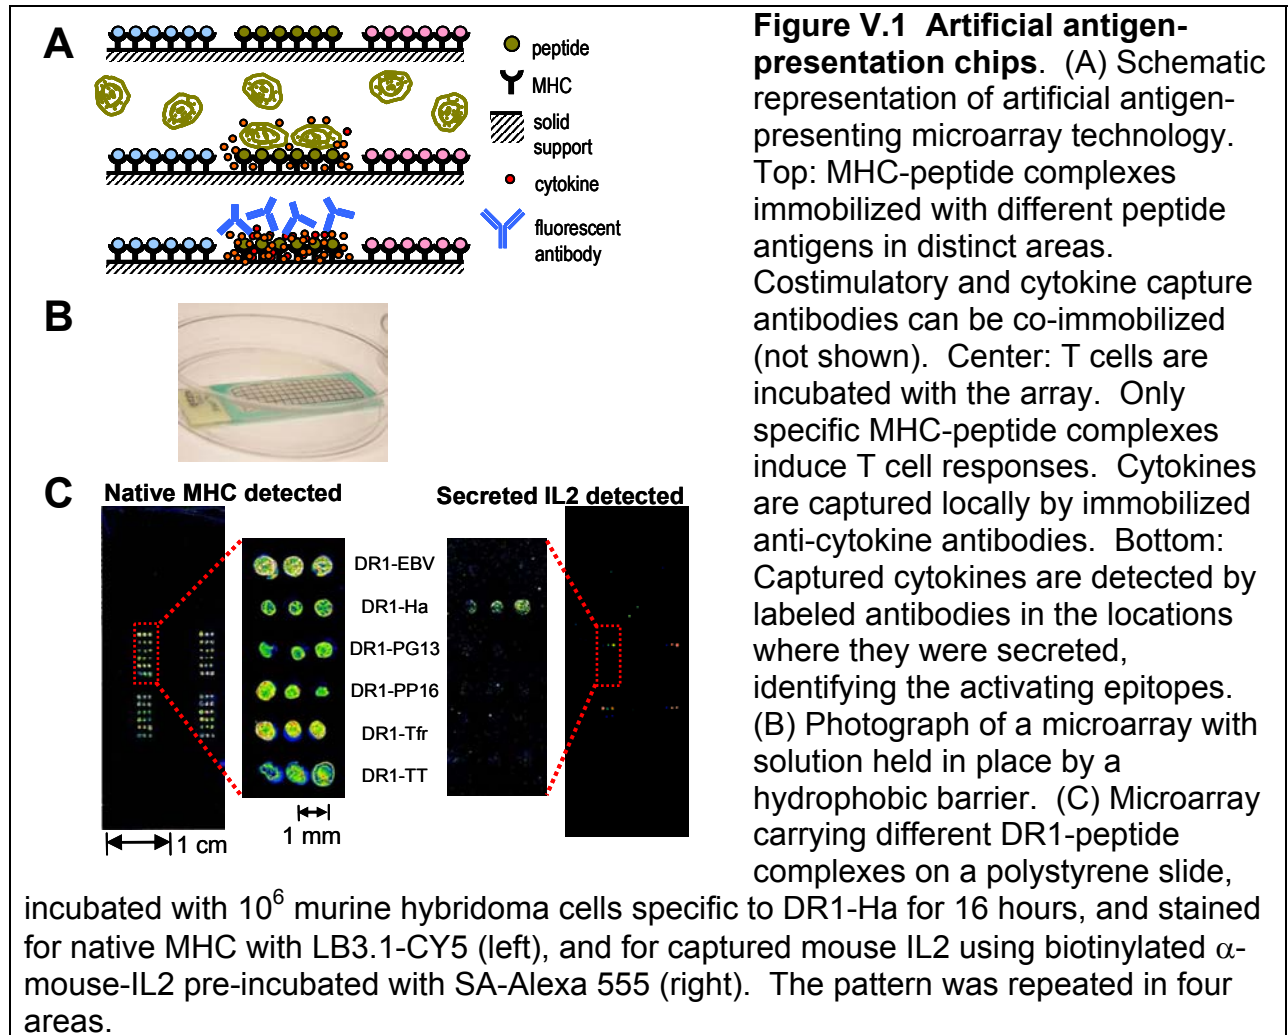 A
peptide
MHC
solid
support
cytokine
fluorescent
antibody
B
C
Native MHC detected
Secreted IL2 detected
DR1-EBV
DR1-Ha
DR1-PG13
DR1-PP16
DR1-Tfr
DR1-TT
1 cm
1 mm
Figure V.1 Artificial antigen-
presentation chips. (A) Schematic
representation of artificial antigen-
presenting microarray technology.
Top: MHC-peptide complexes
immobilized with different peptide
antigens in distinct areas.
Costimulatory and cytokine capture
antibodies can be co-immobilized
(not shown). Center: T cells are
incubated with the array. Only
specific MHC-peptide complexes
induce T cell responses. Cytokines
are captured locally by immobilized
anti-cytokine antibodies. Bottom:
Captured cytokines are detected by
labeled antibodies in the locations
where they were secreted,
identifying the activating epitopes.
(B) Photograph of a microarray with
solution held in place by a
hydrophobic barrier. (C) Microarray
carrying different DR1-peptide
complexes on a polystyrene slide,
incubated with 10⁶ murine hybridoma cells specific to DR1-Ha for 16 hours, and stained
for native MHC with LB3.1-CY5 (left), and for captured mouse IL2 using biotinylated α-
mouse-IL2 pre-incubated with SA-Alexa 555 (right). The pattern was repeated in four
areas.